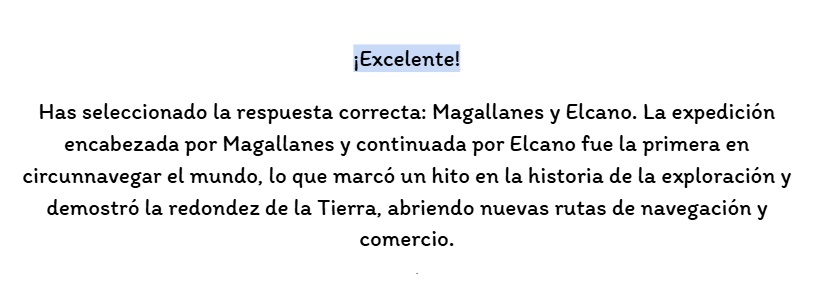 ¡Excelente!
Has seleccionado la respuesta correcta: Magallanes y Elcano. La expedición
encabezada por Magallanes y continuada por Elcano fue la primera en
circunnavegar el mundo, lo que marcó un hito en la historia de la exploración y
demostró la redondez de la Tierra, abriendo nuevas rutas de navegación y
comercio.